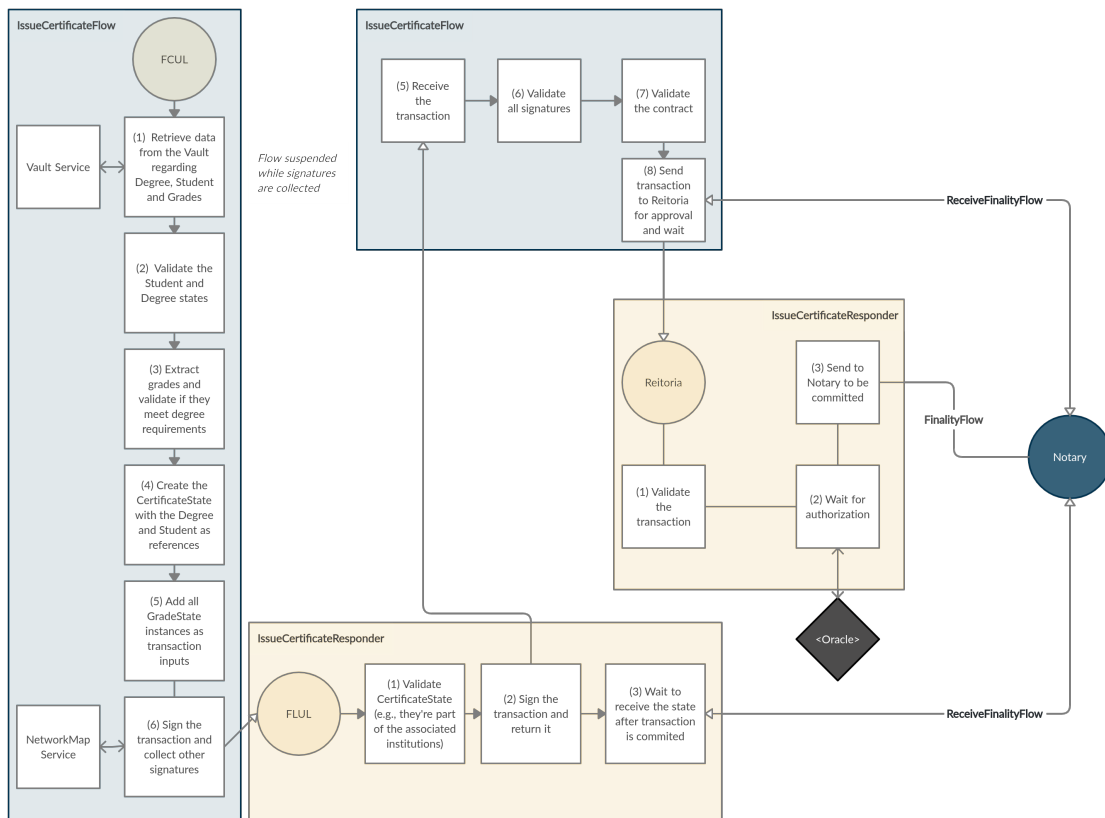 IssueCertificateFlow
FCUL
Vault Service
(1) Retrieve data
from the Vault
regarding
Degree, Student
and Grades
(2) Validate the
Student and
Degree states
(3) Extract
grades and
validate if they
meet degree
requirements
(4) Create the
CertificateState
with the Degree
and Student as
references
(5) Add all
GradeState
instances as
transaction
inputs
NetworkMap
Service
(6) Sign the
transaction and
collect other
signatures
Flow suspended
while signatures
are collected
IssueCertificateFlow
(5) Receive
the
transaction
(6) Validate
all signatures
(7) Validate
the contract
(8) Send
transaction
to Reitoria
for approval
and wait
ReceiveFinalityFlow
IssueCertificateResponder
Reitoria
(3) Send to
Notary to be
committed
FinalityFlow
Notary
(1) Validate
the
transaction
(2) Wait for
authorization
<Oracle>
IssueCertificateResponder
FLUL
(1) Validate
CertificateState
(e.g., they're part
of the associated
institutions)
(2) Sign the
transaction and
return it
(3) Wait to
receive the state
after transaction
is commited
ReceiveFinalityFlow